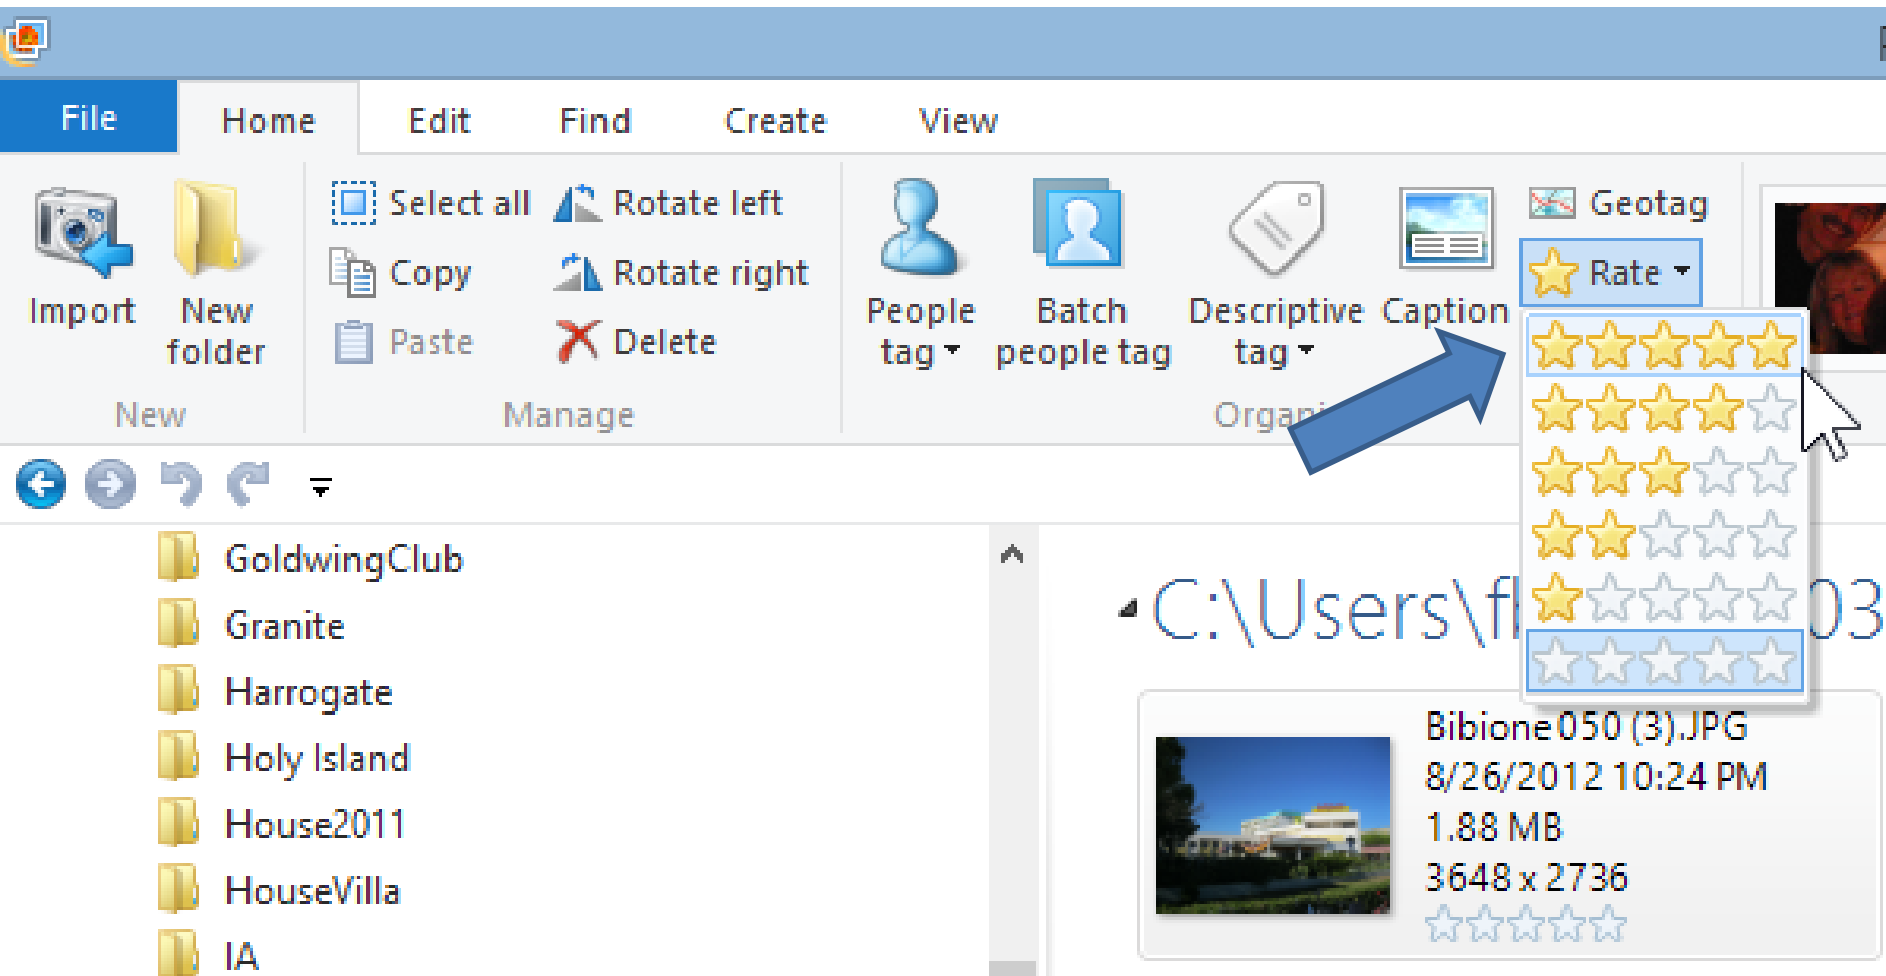 File Home Edit Find Create View
Select all Rotate left Geotag
Copy Rotate right Rate
Import New folder People tag Batch people tag Descriptive tag Caption
Paste Delete
New Manage
GoldwingClub
Granite
C:\Users\ 03
Harrogate
Bibione 050 (3).JPG
Holy Island
8/26/2012 10:24 PM
House2011
1.88 MB
HouseVilla
3648 x 2736
IA